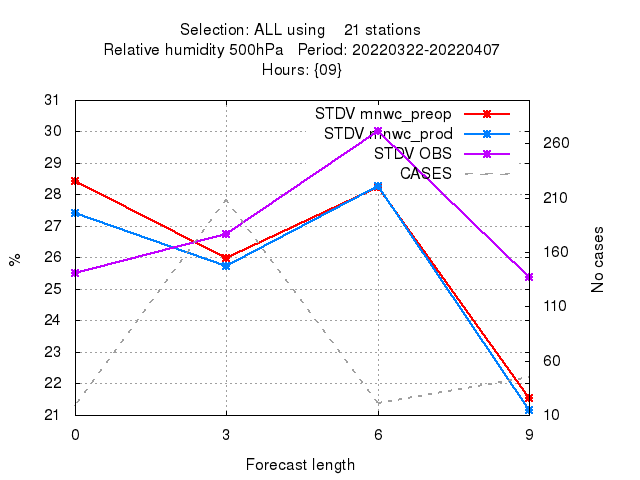 Selection: ALL using    21 stations
Relative humidity 500hPa   Period: 20220322-20220407
Hours: {09}
STDV mnwc_preop
STDV mnwc_prod
STDV OBS
CASES
31
30
29
28
27
26
25
24
23
22
21
%
260
210
160
110
60
10
No cases
0 3 6 9
Forecast length